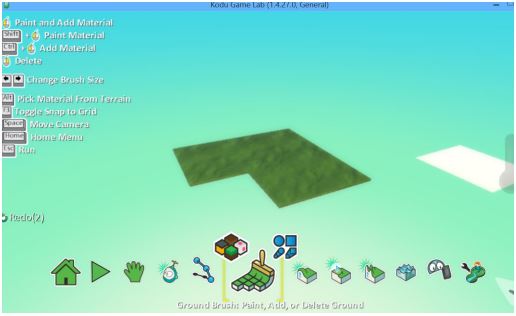 Kodu Game Lab (1.4.27.0, General)
Paint and Add Material
Shift + Paint Material
Ctrl + Add Material
Delete
Change Brush Size
Alt Pick Material From Terrain
F1 Toggle Snap to Grid
Space Move Camera
Home Home Menu
Esc Run
Redo(2)
Ground Brush: Paint, Add, or Delete Ground